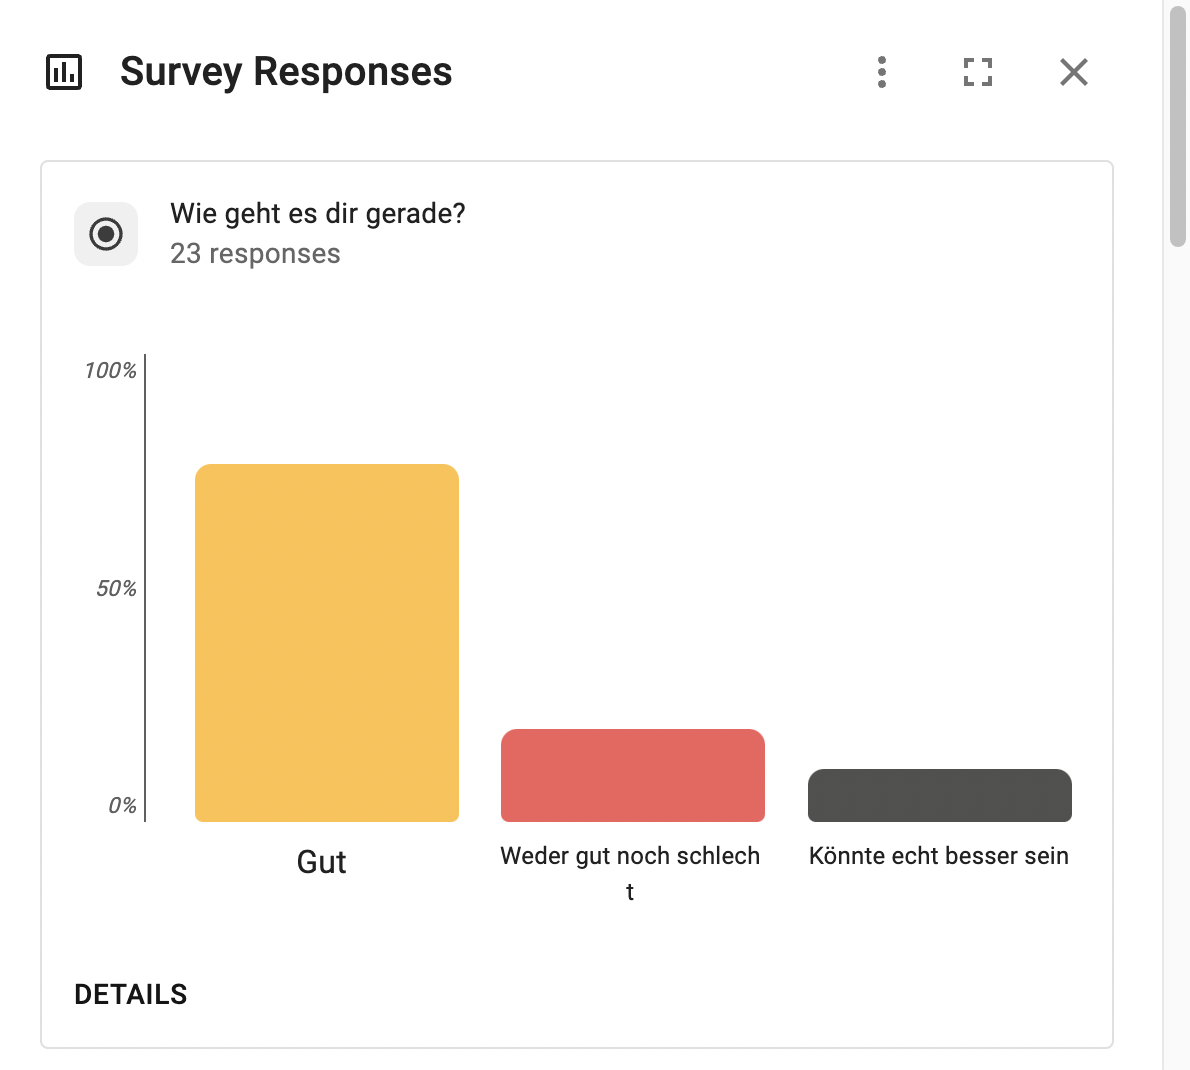 Survey Responses
Wie geht es dir gerade?
23 responses
100%
50%
0%
Gut
Weder gut noch schlech
t
Könnte echt besser sein
DETAILS